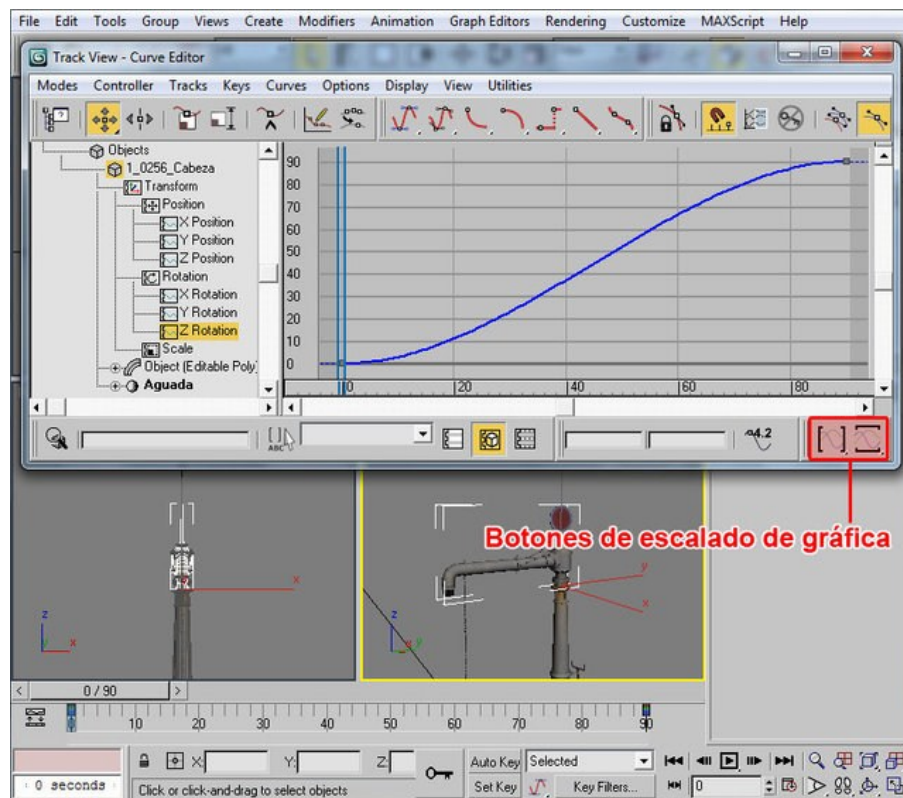 File Edit Tools Group Views Create Modifiers Animation Graph Editors Rendering Customize MAXScript Help
Track View - Curve Editor
Modes Controller Tracks Keys Curves Options Display View Utilities
Objects
1_0256_Cabeza
Transform
Position
X Position
Y Position
Z Position
Rotation
X Rotation
Y Rotation
Z Rotation
Scale
Object (Editable Poly)
Aguada
90
80
70
60
50
40
30
20
10
0
20 40 60 80
ABC
4.2
Botones de escalado de gráfica
x
z
x
y
x
z
y
0 / 90
10 20 30 40 50 60 70 80 90
X: Y: Z: Auto Key Selected
0 seconds Click or click-and-drag to select objects Set Key Key Filters... 0